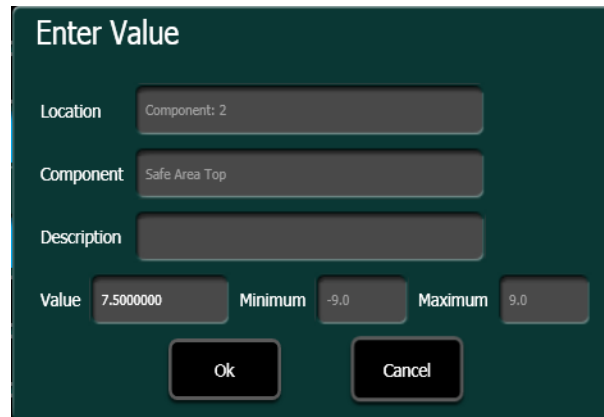 Enter Value
Location Component: 2
Component Safe Area Top
Description
Value 7.5000000 Minimum -9.0 Maximum 9.0
Ok Cancel